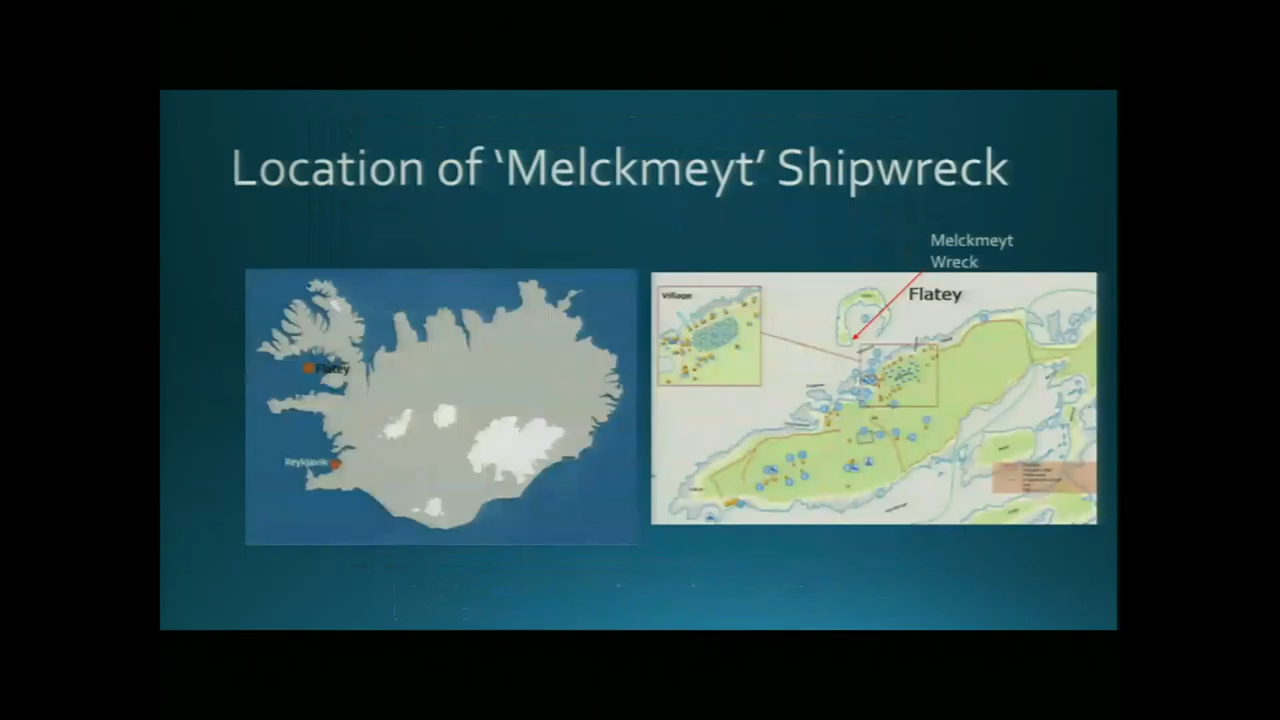 Location of ‘Melckmeyt’ Shipwreck
Melckmeyt
Wreck
Flatey
Reykjavik
Village
Flatey